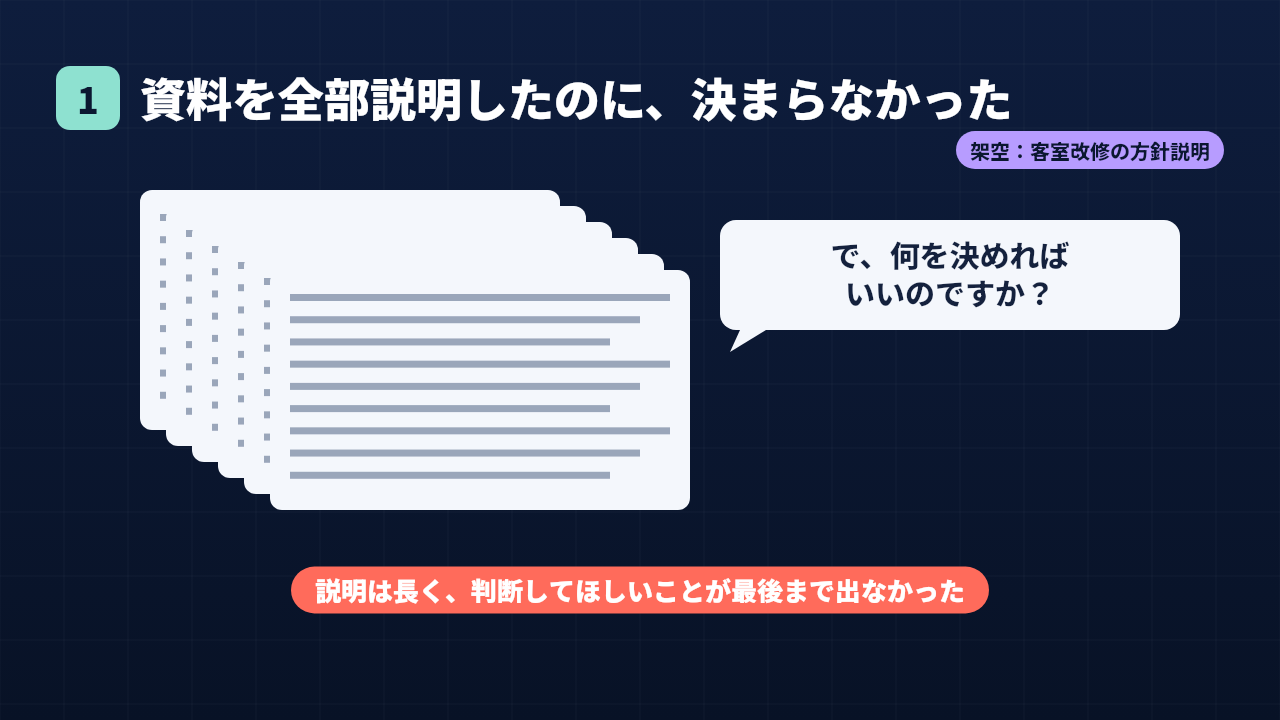 1
資料を全部説明したのに、決まらなかった
架空：客室改修の方針説明
で、何を決めれば
いいのですか？
説明は長く、判断してほしいことが最後まで出なかった